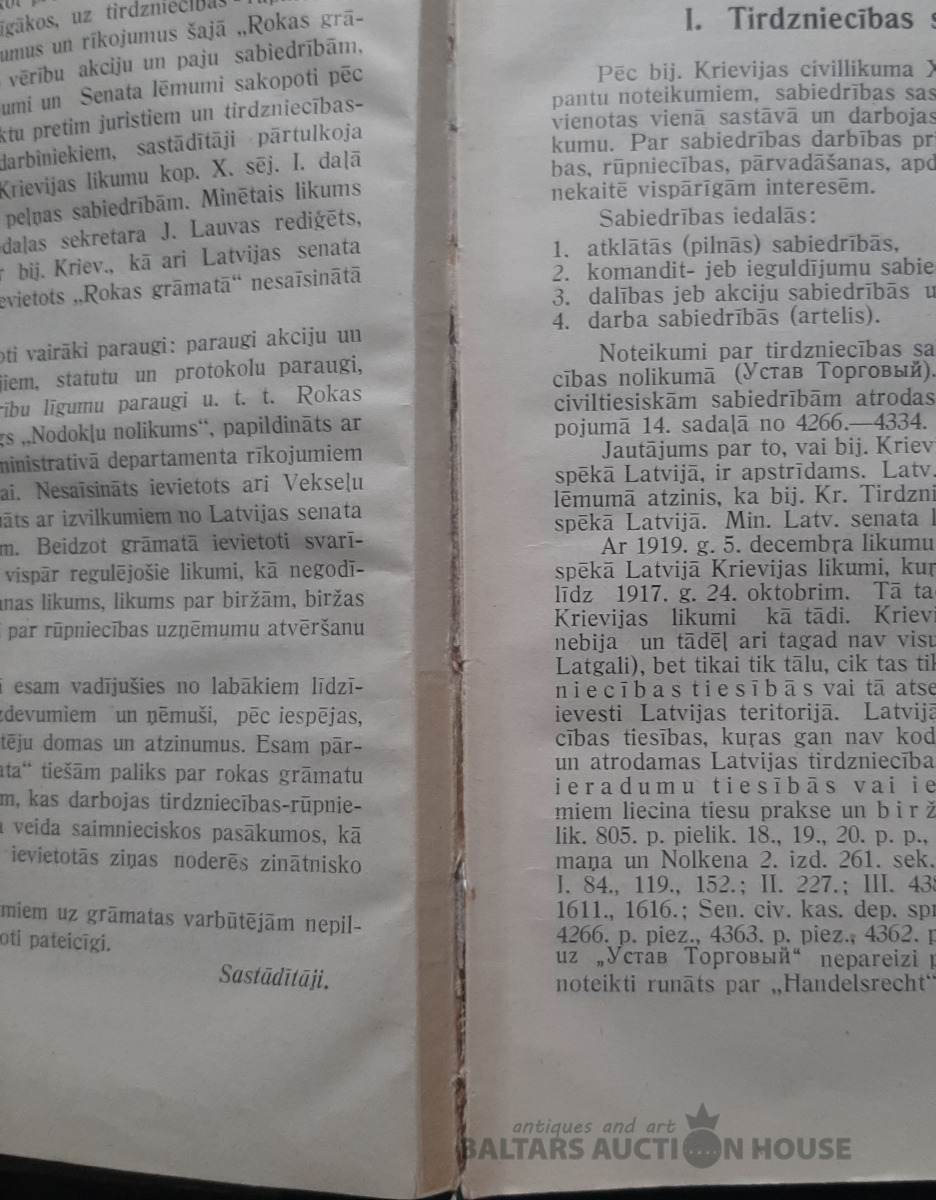 īgākos, uz tirdzniecības-
umus un rīkojumus šajā „Rokas grā-
vērību akciju un paju sabiedrībām,
umi un Senata lēmumi sakopoti pēc
ktu pretim juristiem un tirdzniecības-
darbiniekiem, sastādītāji pārtulkoja
Krievijas likumu kop. X. sēj. I. daļā
peļņas sabiedrībām. Minētais likums
daļas sekretara J. Lauvas rediģēts,
r bij. Kriev., kā ari Latvijas senata
evietots „Rokas grāmatā“ nesaīsinātā
oti vairāki paraugi: paraugi akciju un
jiem, statutu un protokolu paraugi,
rību līgumu paraugi u. t. t. Rokas
gs „Nodokļu nolikums“, papildināts ar
ministrativā departamenta rīkojumiem
ai. Nesaīsināts ievietots ari Vekseļu
nāts ar izvilkumiem no Latvijas senata
m. Beidzot grāmatā ievietoti svarī-
vispār regulējošie likumi, kā negodī-
anas likums, likums par biržām, biržas
par rūpniecības uzņēmumu atvēršanu
ī esam vadījušies no labākiem līdzī-
zdevumiem un ņēmuši, pēc iespējas,
tēju domas un atzinumus. Esam pār-
ata“ tiešām paliks par rokas grāmatu
m, kas darbojas tirdzniecības-rūpnie-
a veida saimnieciskos pasākumos, kā
ievietotās ziņas noderēs zinātnisko
miem uz grāmatas varbūtējām nepil-
oti pateicīgi.
Sastādītāji.
I. Tirdzniecības s
Pēc bij. Krievijas civillikuma X
pantu noteikumiem, sabiedrības sas
vienotas vienā sastāvā un darbojas
kumu. Par sabiedrības darbības pri
bas, rūpniecības, pārvadāšanas, apd
nekaitē vispārīgām interesēm.
Sabiedrības iedalās:
1. atklātās (pilnās) sabiedrībās,
2. komandit- jeb ieguldījumu sabie
3. dalības jeb akciju sabiedrībās u
4. darba sabiedrībās (artelis).
Noteikumi par tirdzniecības sa
cības nolikumā (Устав Торговый).
civiltiesiskām sabiedrībām atrodas
pojumā 14. sadaļā no 4266.—4334.
Jautājums par to, vai bij. Krievi
spēkā Latvijā, ir apstrīdams. Latv.
lēmumā atzinis, ka bij. Kr. Tirdzni
spēkā Latvijā. Min. Latv. senata l
Ar 1919. g. 5. decembŗa likumu
spēkā Latvijā Krievijas likumi, kuŗ
līdz 1917. g. 24. oktobrim. Tā ta
Krievijas likumi kā tādi. Krievi
nebija un tādēļ ari tagad nav visu
Latgali), bet tikai tik tālu, cik tas tik
niecības tiesības vai tā atse
ievesti Latvijas teritorijā. Latvijā
cības tiesības, kuŗas gan nav kod
un atrodamas Latvijas tirdzniecība
ieradumu tiesībās vai ie
miem liecina tiesu prakse un birž
lik. 805. p. pielik. 18., 19., 20. p. p.,
maņa un Nolkena 2. izd. 261. sek.
I. 84., 119., 152.; II. 227.; III. 438
1611., 1616.; Sen. civ. kas. dep. spr
4266. p. piez., 4363. p. piez., 4362. p
uz „Устав Торговый“ nepareizi p
noteikti runāts par „Handelsrecht“
antiques and art
BALTARS AUCTION HOUSE